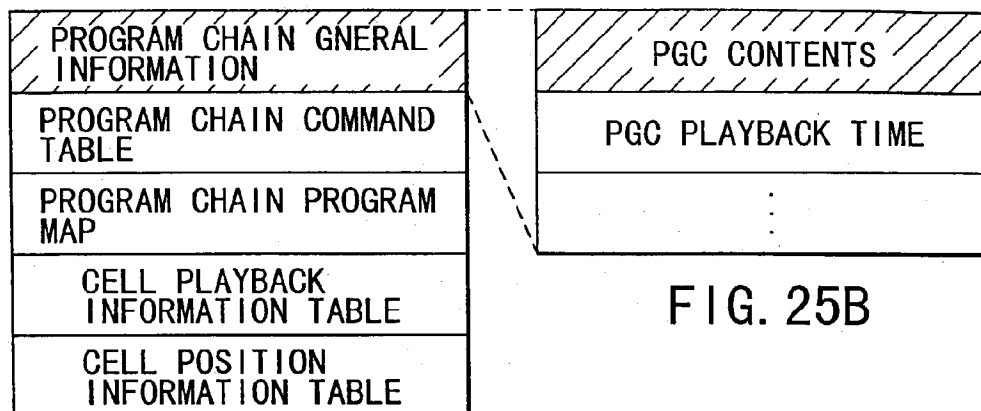 PROGRAM CHAIN GNERAL
INFORMATION
PROGRAM CHAIN COMMAND
TABLE
PROGRAM CHAIN PROGRAM
MAP
CELL PLAYBACK
INFORMATION TABLE
CELL POSITION
INFORMATION TABLE
PGC CONTENTS
PGC PLAYBACK TIME
FIG. 25B